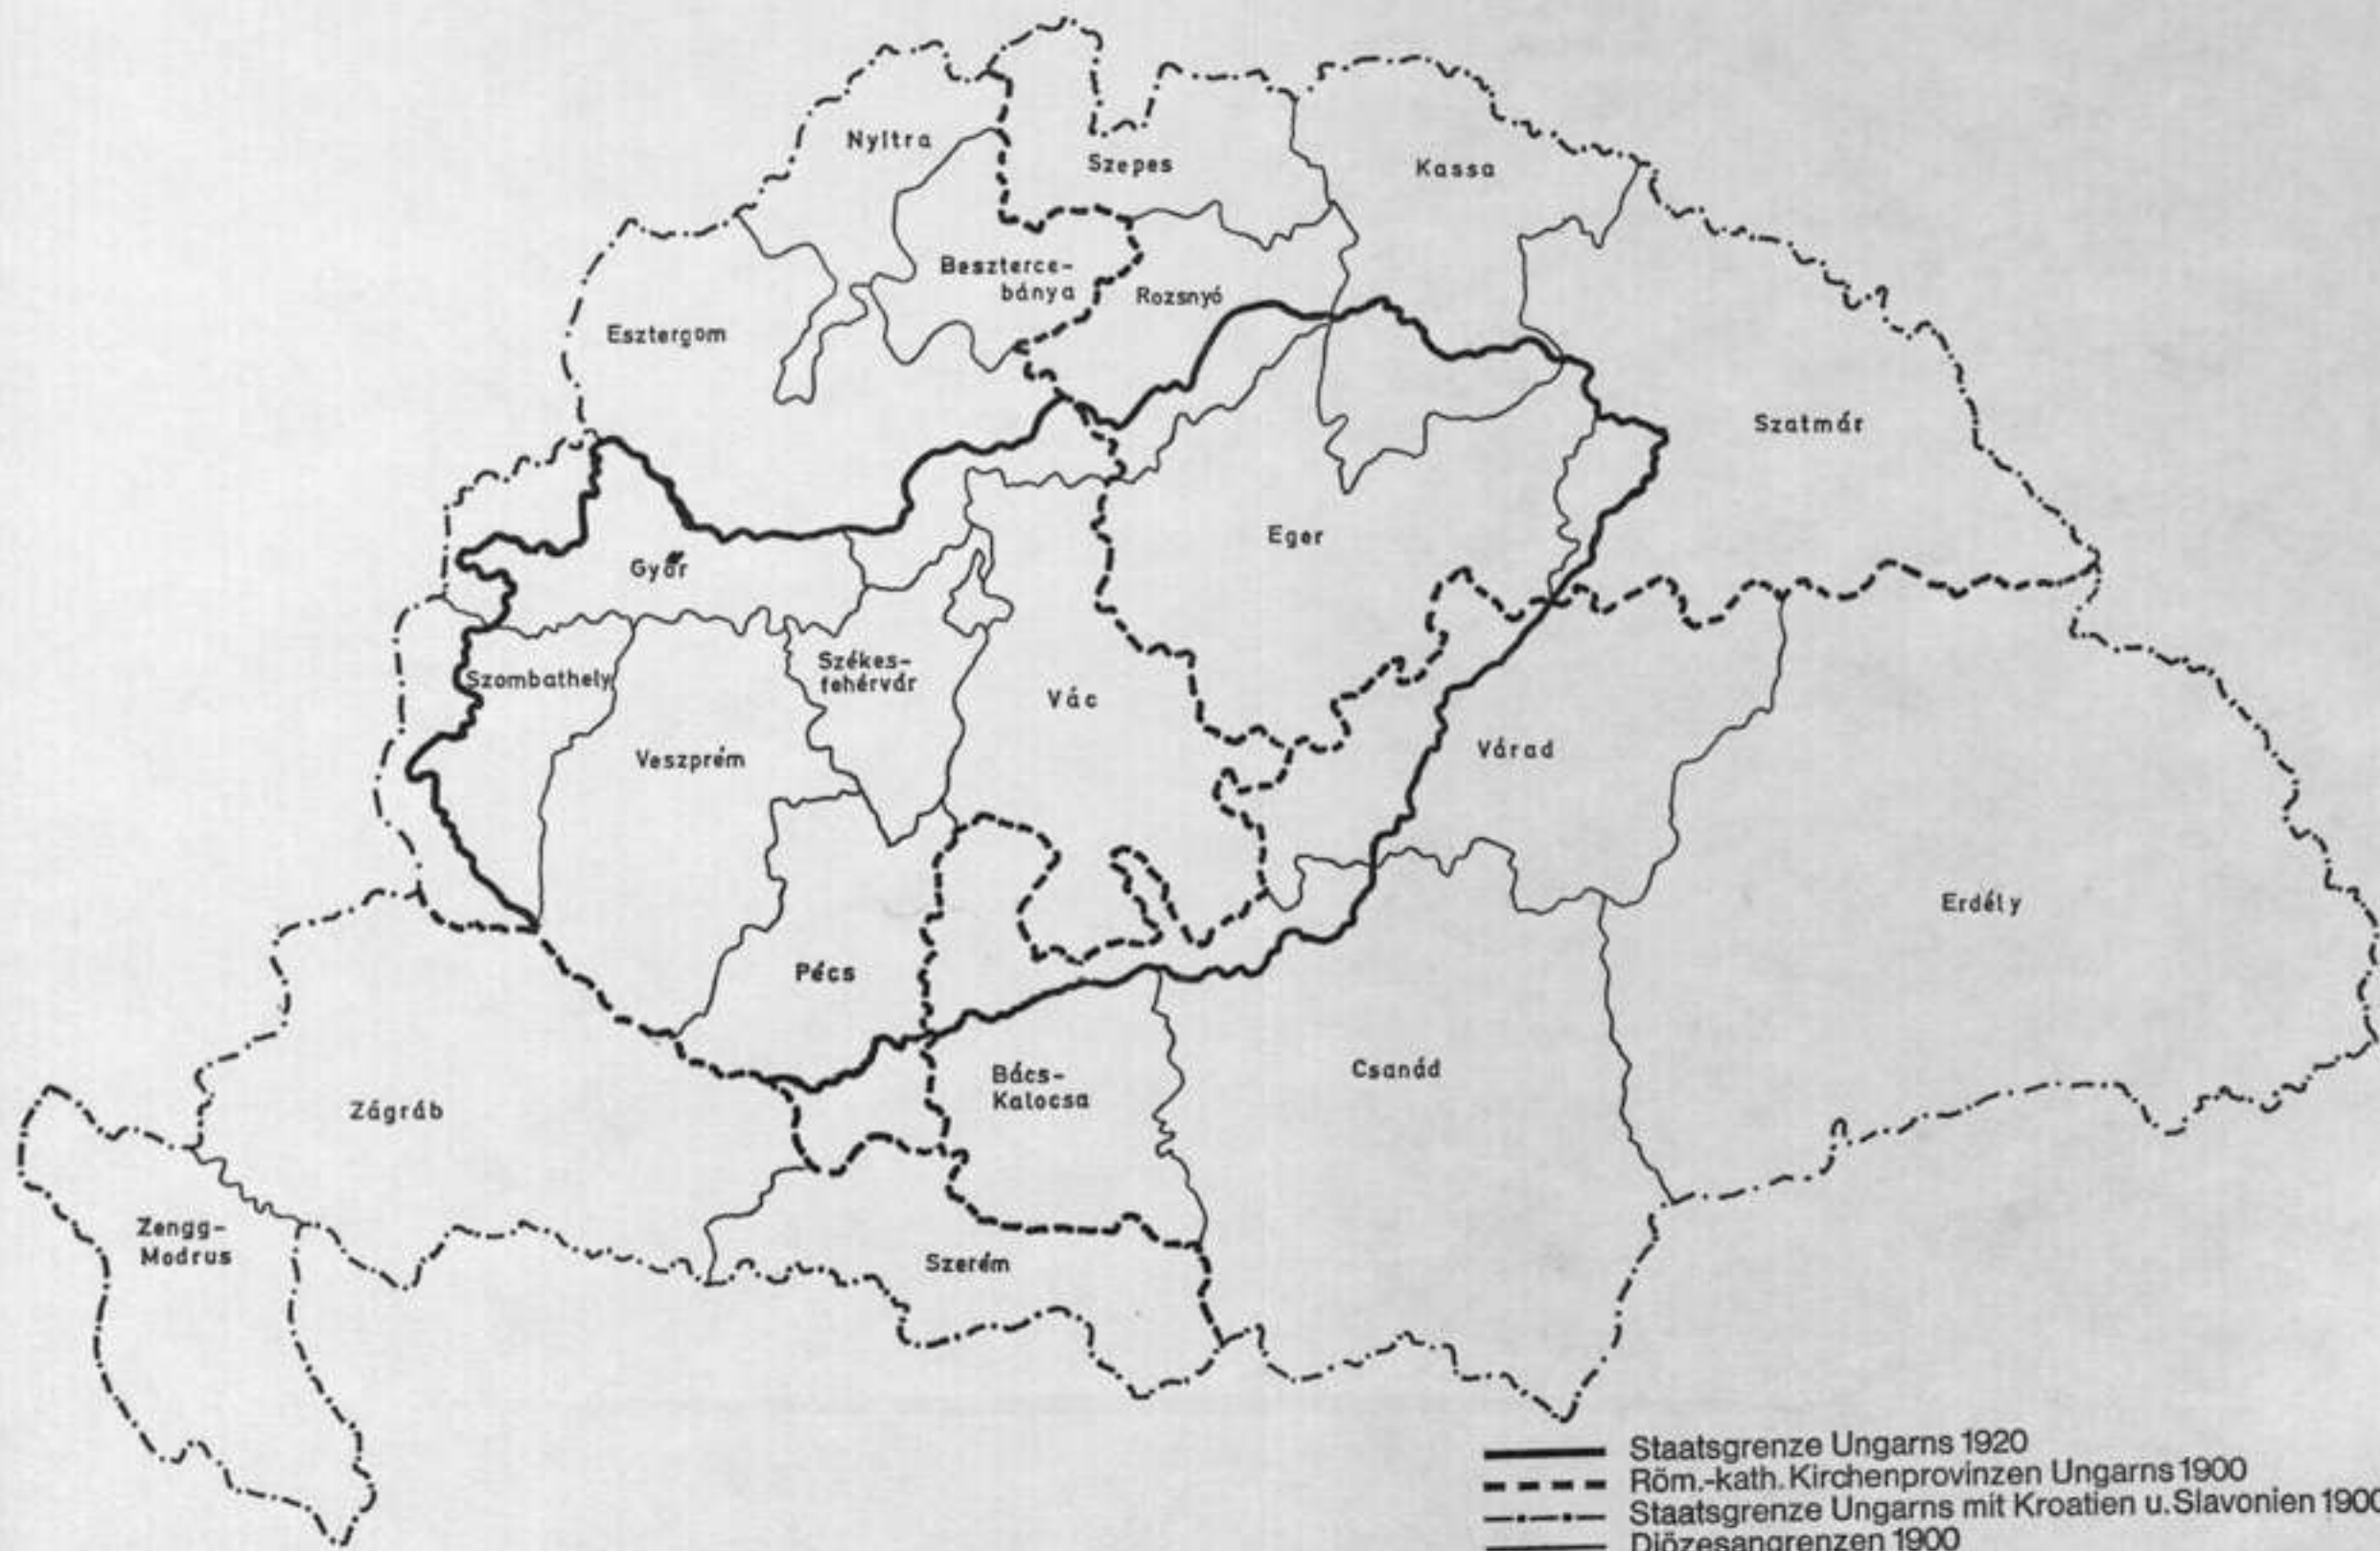 Nyitra
Szepes
Kassa
Besztercebánya
Rozsnyó
Esztergom
Szatmár
Eger
Győr
Székes-
fehérvár
Szombathely
Vác
Veszprém
Várad
Erdély
Pécs
Csanád
Bács-
Kalocsa
Zágráb
Zengg-
Modrus
Szerém
Staatsgrenze Ungarns 1920
Röm.-kath. Kirchenprovinzen Ungarns 1900
Staatsgrenze Ungarns mit Kroatien u. Slavonien 1900
Diözesangrenzen 1900